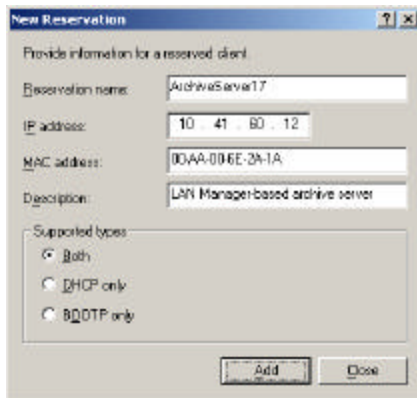 New Reservation
Provide information for a reserved client.
Reservation name: ArchiveServer17
IP address: 10 . 41 . 60 . 12
MAC address: 00-AA-00-6E-2A-1A
Description: LAN Manager-based archive server
Supported types
Both
DHCP only
BOOTP only
Add Close